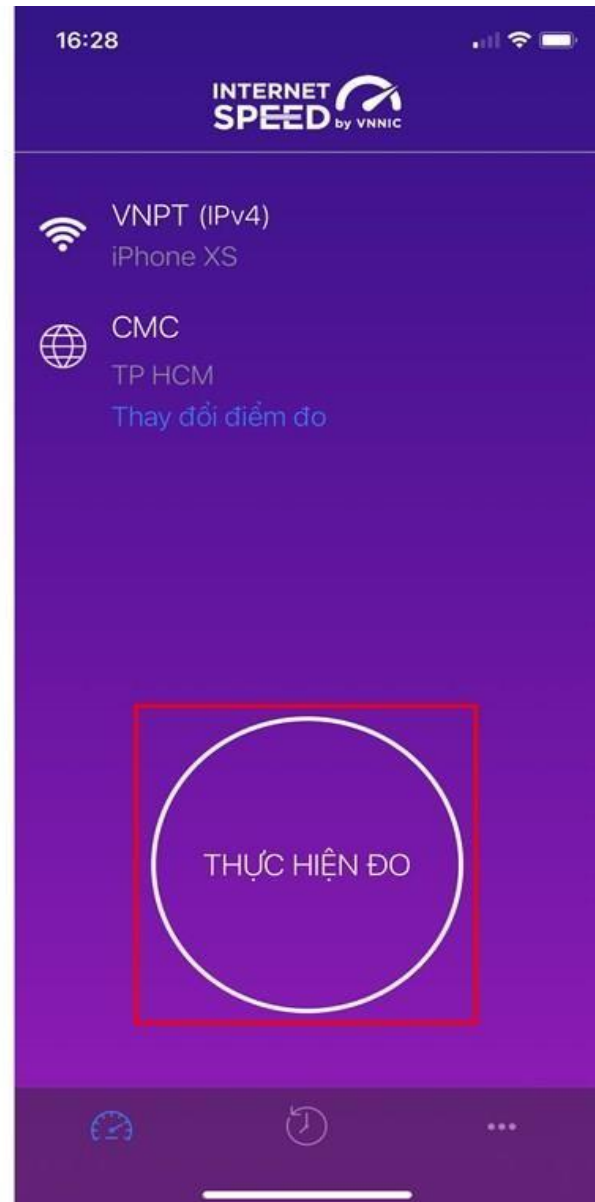 16:28
INTERNET
SPEED by VNNIC
VNPT (IPv4)
iPhone XS
CMC
TP HCM
Thay đổi điểm đo
THỰC HIỆN ĐO